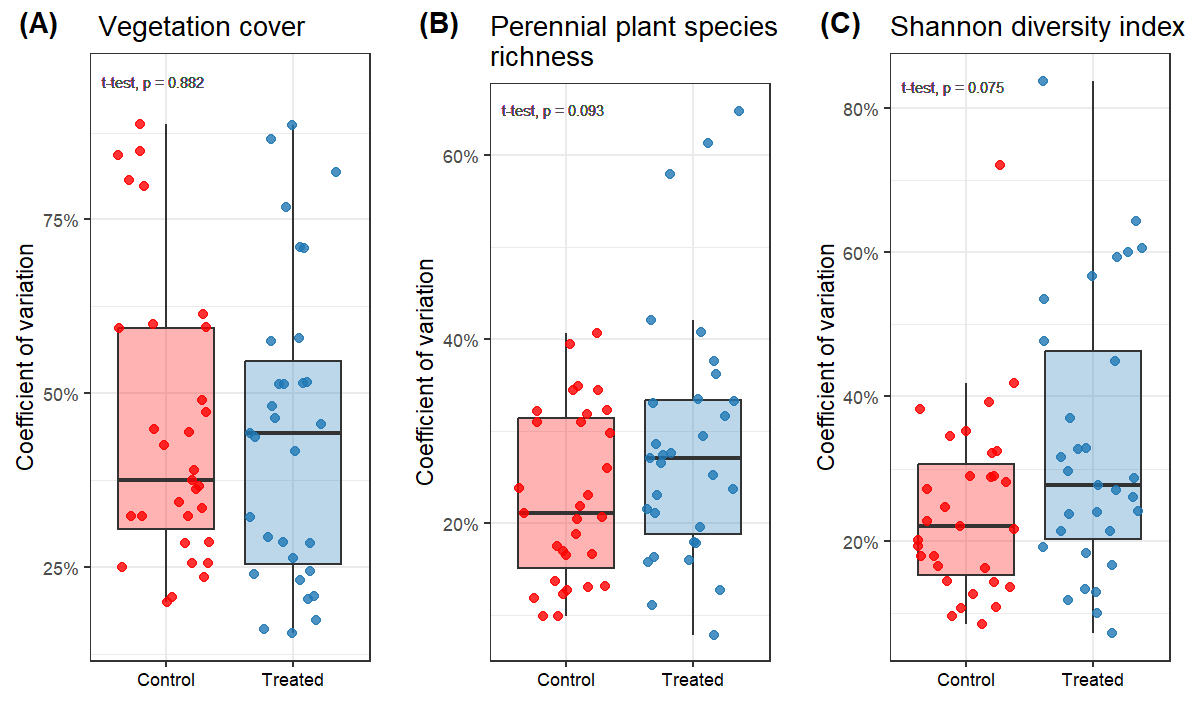 (A) Vegetation cover
t-test, p = 0.882
Coefficient of variation
75%
50%
25%
Control Treated
(B) Perennial plant species
richness
t-test, p = 0.093
Coefficient of variation
60%
40%
20%
Control Treated
(C) Shannon diversity index
t-test, p = 0.075
Coefficient of variation
80%
60%
40%
20%
Control Treated